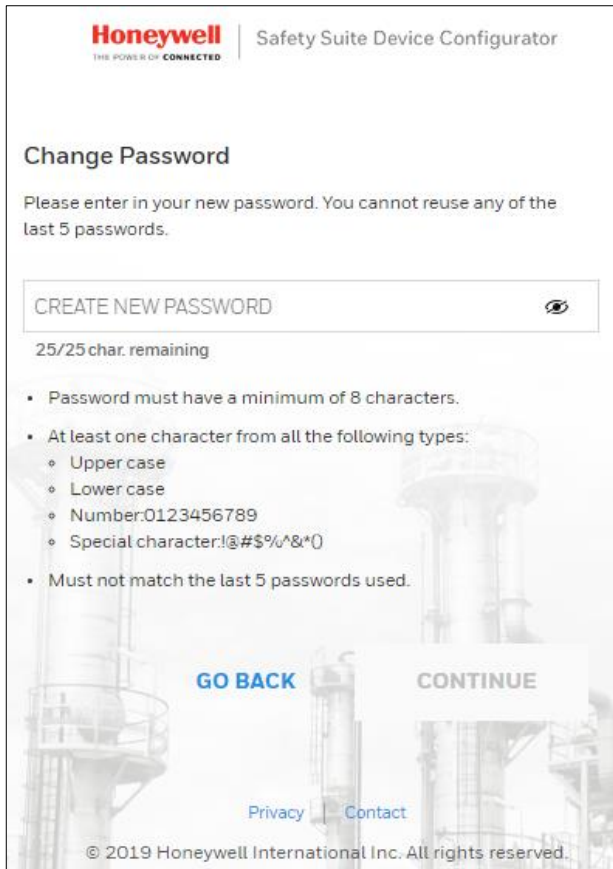 Honeywell
THE POWER OF CONNECTED
Safety Suite Device Configurator
Change Password
Please enter in your new password. You cannot reuse any of the
last 5 passwords.
CREATE NEW PASSWORD
25/25 char. remaining
• Password must have a minimum of 8 characters.
• At least one character from all the following types:
Upper case
Lower case
Number:0123456789
Special character:!@#$%^&*()
• Must not match the last 5 passwords used.
GO BACK CONTINUE
Privacy | Contact
© 2019 Honeywell International Inc. All rights reserved.